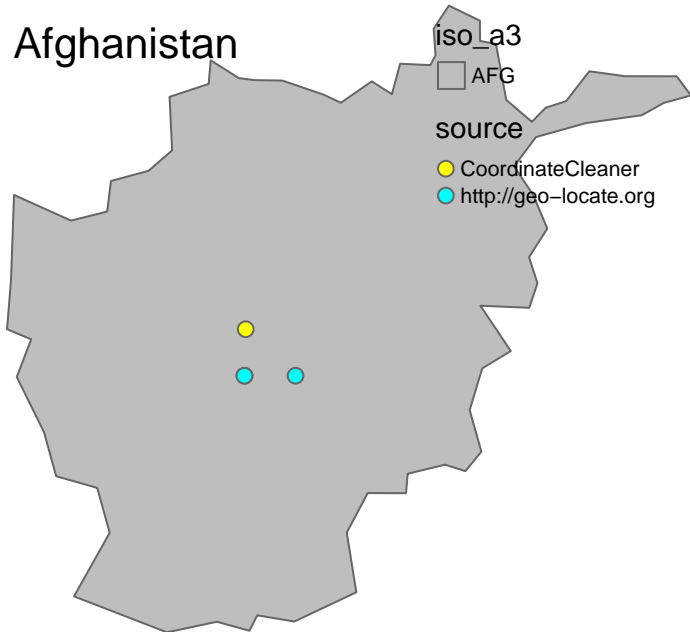 Afghanistan
iso_a3
AFG
source
CoordinateCleaner
http://geo−locate.org